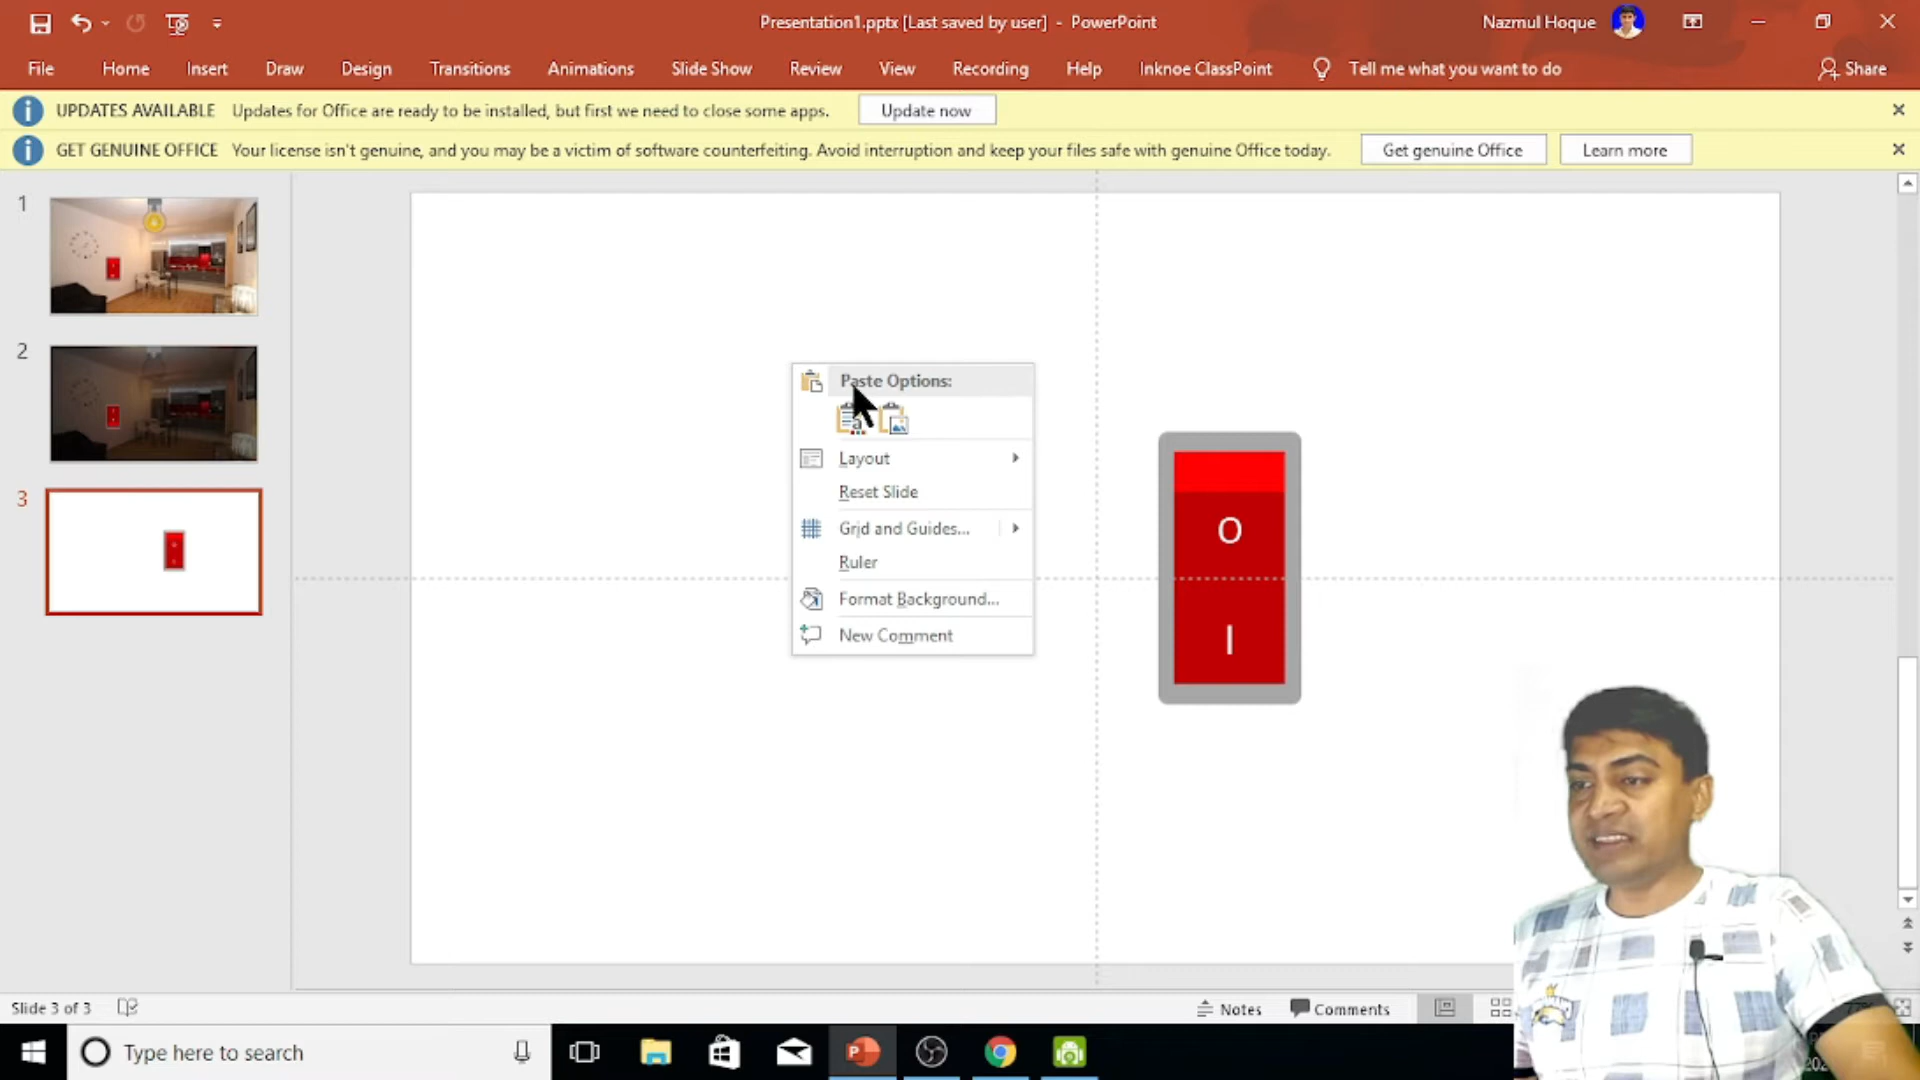 Presentation1.pptx [Last saved by user] - PowerPoint
Nazmul Hoque
File Home Insert Draw Design Transitions Animations Slide Show Review View Recording Help Inknoe ClassPoint Tell me what you want to do Share
UPDATES AVAILABLE Updates for Office are ready to be installed, but first we need to close some apps. Update now
GET GENUINE OFFICE Your license isn't genuine, and you may be a victim of software counterfeiting. Avoid interruption and keep your files safe with genuine Office today. Get genuine Office Learn more
1
2
3
Paste Options:
Layout
Reset Slide
Grid and Guides...
Ruler
Format Background...
New Comment
O
I
Slide 3 of 3
Notes Comments
Type here to search